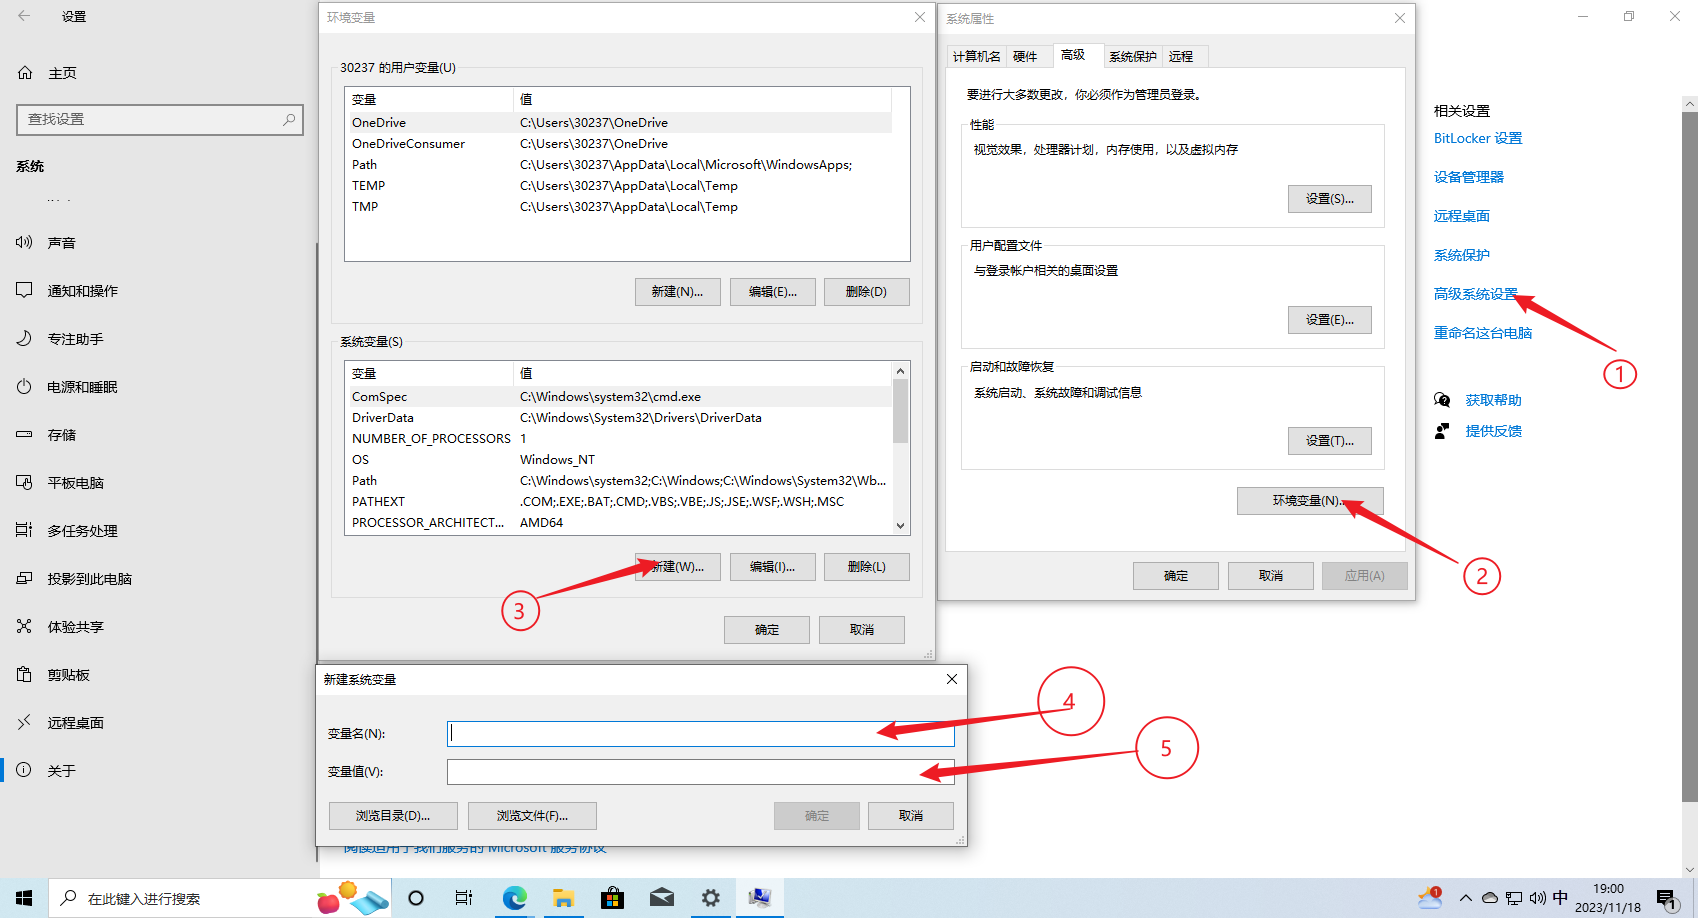 设置
主页
查找设置
系统
声音
通知和操作
专注助手
电源和睡眠
存储
平板电脑
多任务处理
投影到此电脑
体验共享
剪贴板
远程桌面
关于
环境变量
30237 的用户变量(U)
变量 值
OneDrive C:\Users\30237\OneDrive
OneDriveConsumer C:\Users\30237\OneDrive
Path C:\Users\30237\AppData\Local\Microsoft\WindowsApps;
TEMP C:\Users\30237\AppData\Local\Temp
TMP C:\Users\30237\AppData\Local\Temp
新建(N)... 编辑(E)... 删除(D)
系统变量(S)
变量 值
ComSpec C:\Windows\system32\cmd.exe
DriverData C:\Windows\System32\Drivers\DriverData
NUMBER_OF_PROCESSORS 1
OS Windows_NT
Path C:\Windows\system32;C:\Windows;C:\Windows\System32\Wb...
PATHEXT .COM;.EXE;.BAT;.CMD;.VBS;.VBE;.JS;.JSE;.WSF;.WSH;.MSC
PROCESSOR_ARCHITECT... AMD64
新建(W)... 编辑(I)... 删除(L)
3
确定 取消
系统属性
计算机名 硬件 高级 系统保护 远程
要进行大多数更改，你必须作为管理员登录。
性能
视觉效果，处理器计划，内存使用，以及虚拟内存
设置(S)...
用户配置文件
与登录帐户相关的桌面设置
设置(E)...
启动和故障恢复
系统启动、系统故障和调试信息
设置(T)...
环境变量(N)...
2
确定 取消 应用(A)
相关设置
BitLocker 设置
设备管理器
远程桌面
系统保护
高级系统设置
重命名这台电脑
1
获取帮助
提供反馈
新建系统变量
变量名(N):
4
变量值(V):
5
浏览目录(D)... 浏览文件(F)... 确定 取消
阅读适用于我们服务的 Microsoft 服务协议
在此键入进行搜索
1
中
19:00
2023/11/18
1